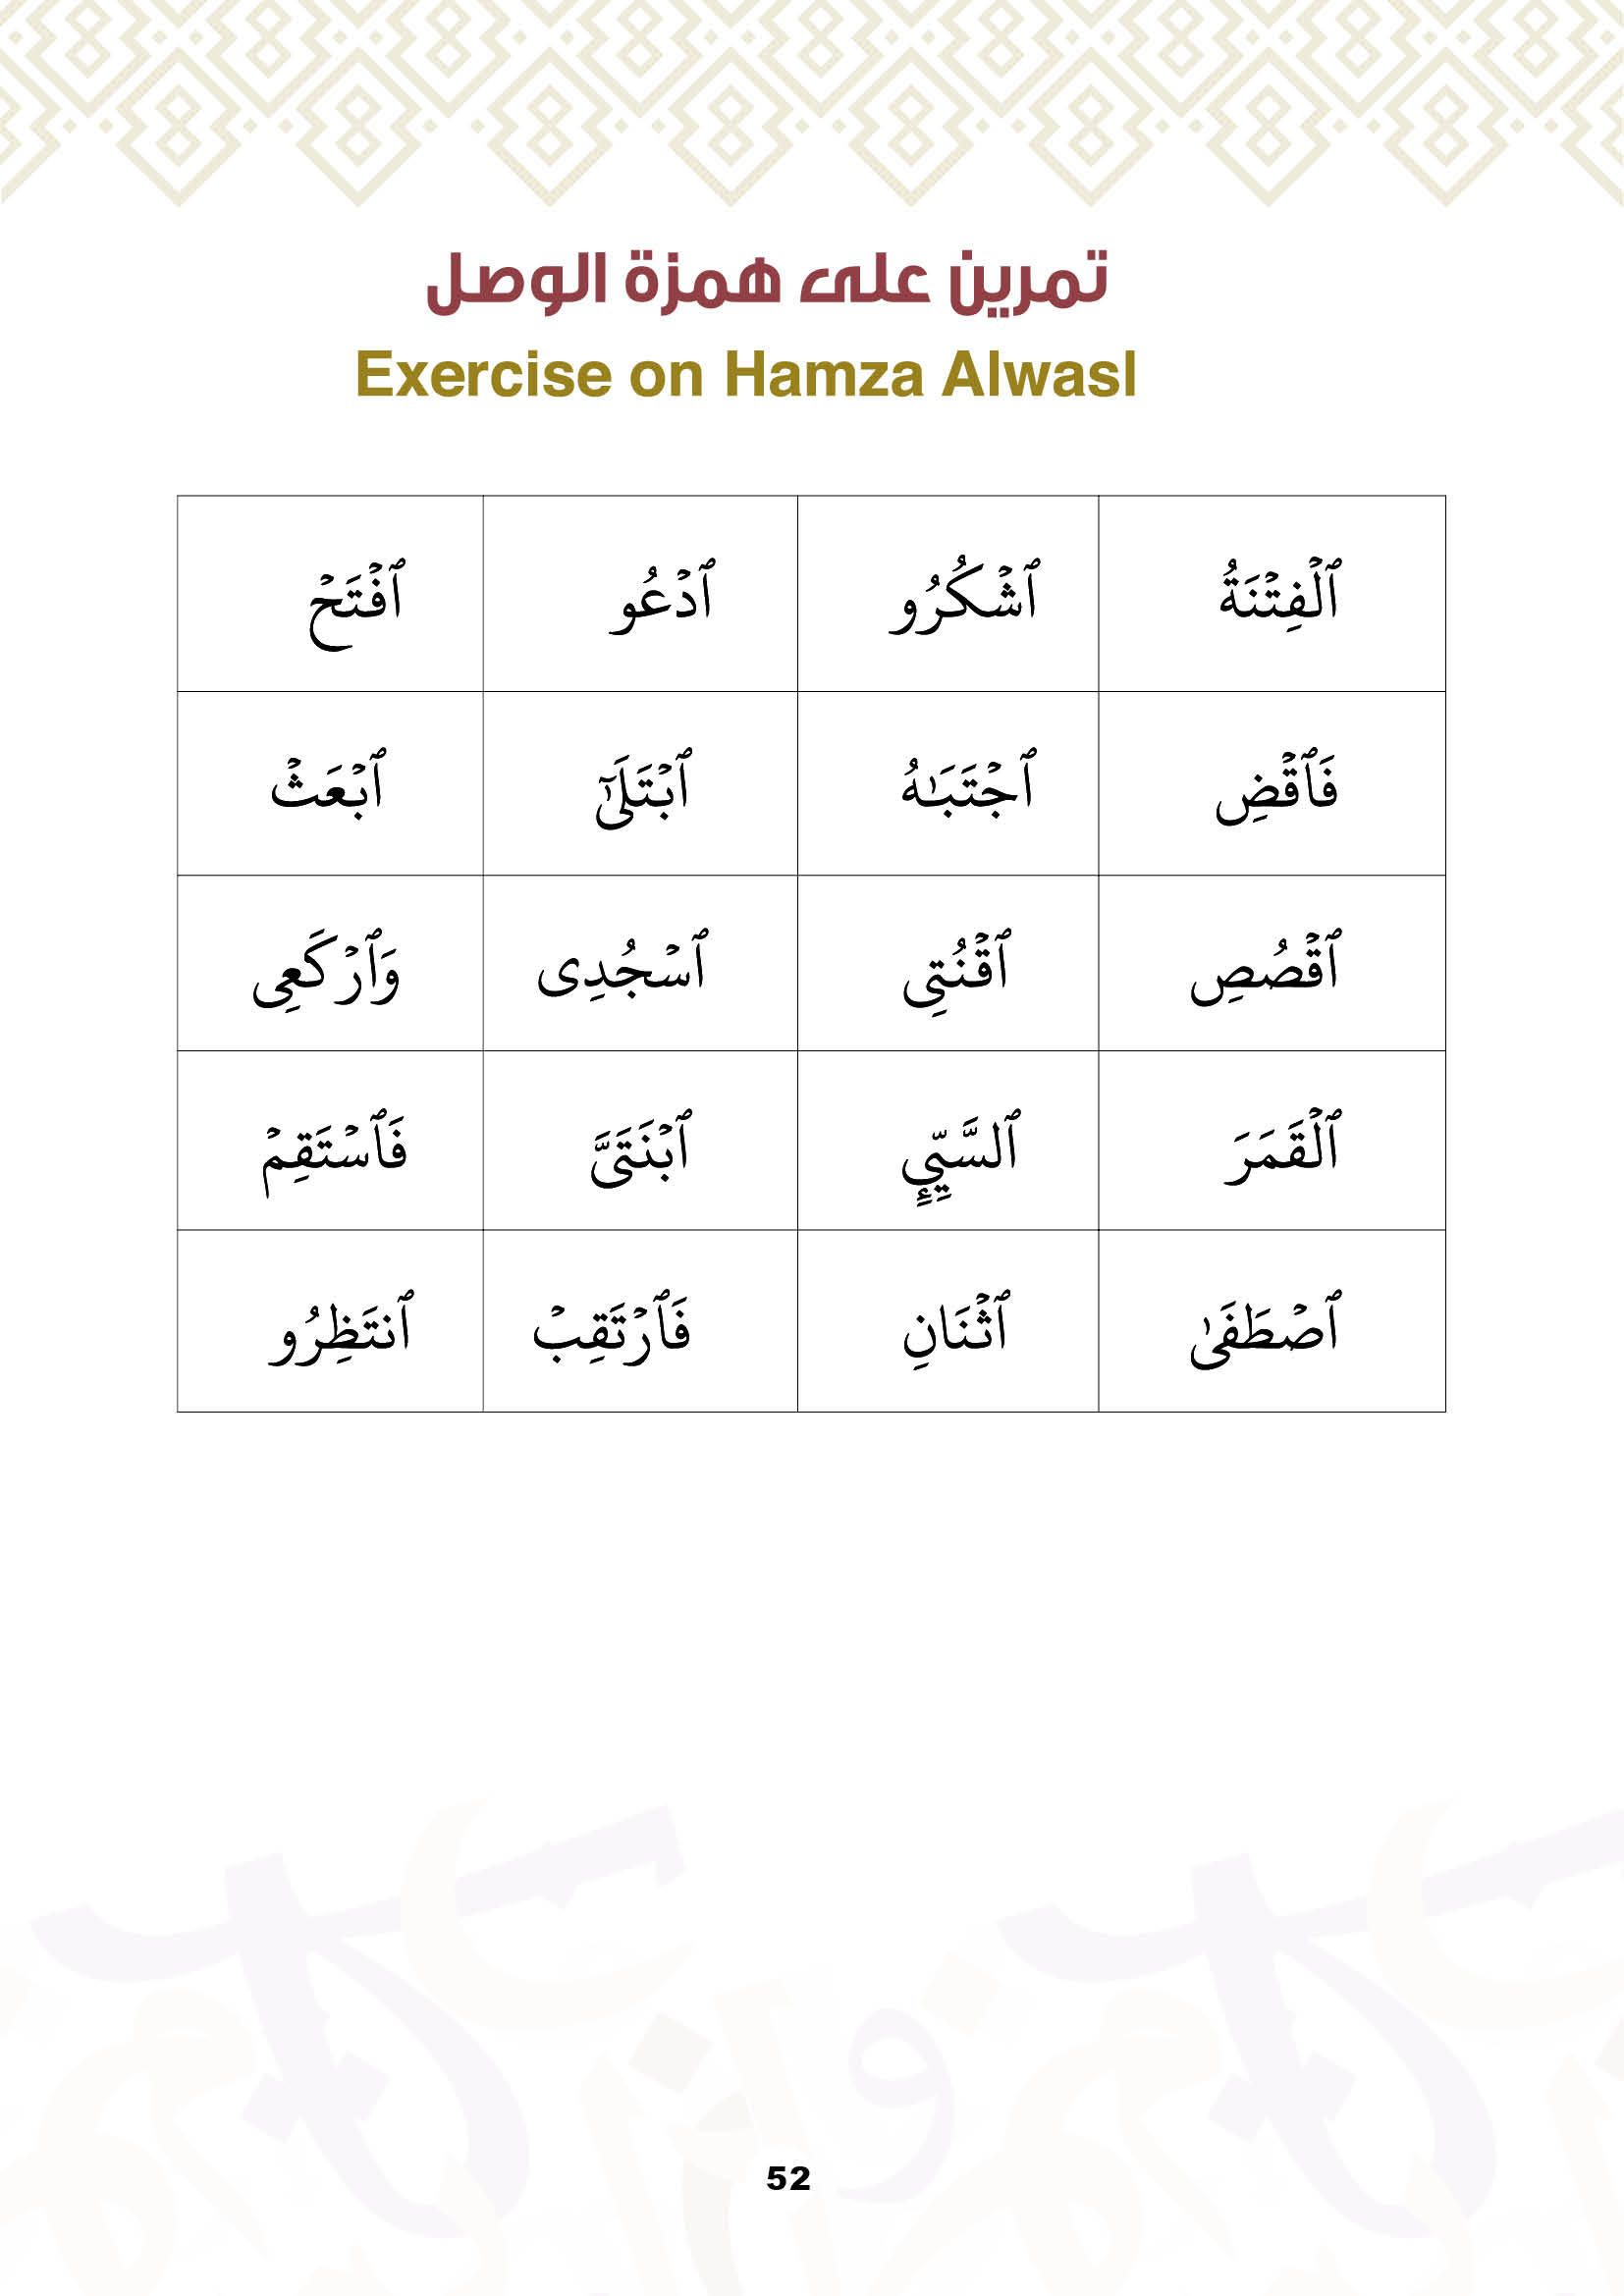 تمرين على همزة الوصل
Exercise on Hamza Alwasl
ٱلۡفِتۡنَةُ ٱشۡكُرُو ٱدۡعُو ٱفۡتَحۡ
فَٱقۡضِ ٱجۡتَبَىٰهُ ٱبۡتَلَىٰٓ ٱبۡعَثۡ
ٱقۡصُصِ ٱقۡنُتِى ٱسۡجُدِى وَٱرۡكَعِى
ٱلۡقَمَرَ ٱلسَّيِّيِٕ ٱبۡنَتَىَّ فَٱسۡتَقِمۡ
ٱصۡطَفَىٰ ٱثۡنَانِ فَٱرۡتَقِبۡ ٱنتَظِرُو
52